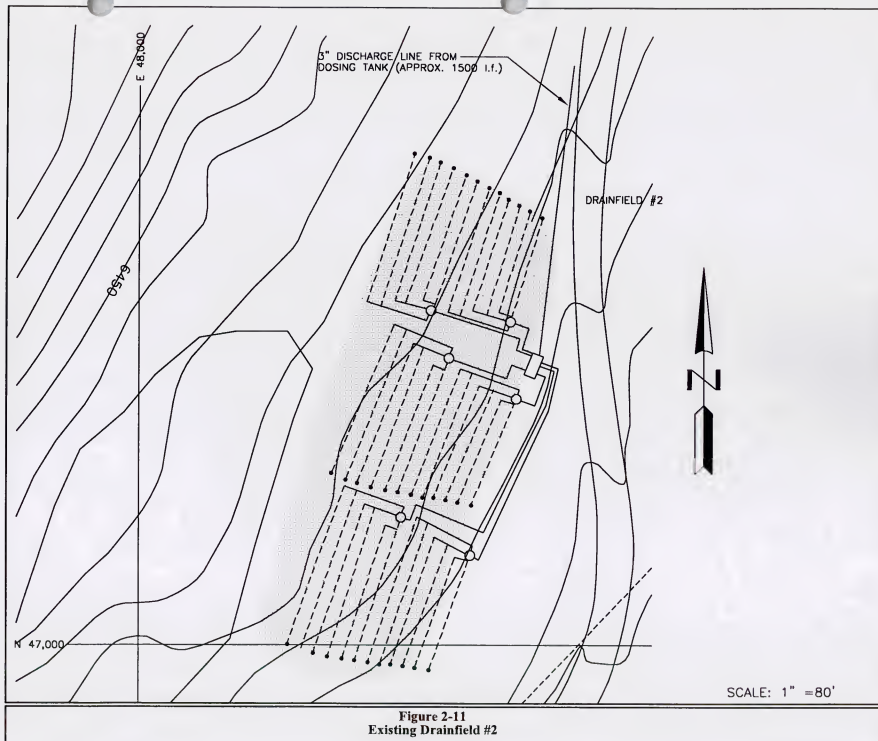 E 48,000
3" DISCHARGE LINE FROM
DOSING TANK (APPROX. 1500 l.f.)
DRAINFIELD #2
6450
N
N 47,000
SCALE: 1" =80'
Figure 2-11
Existing Drainfield #2